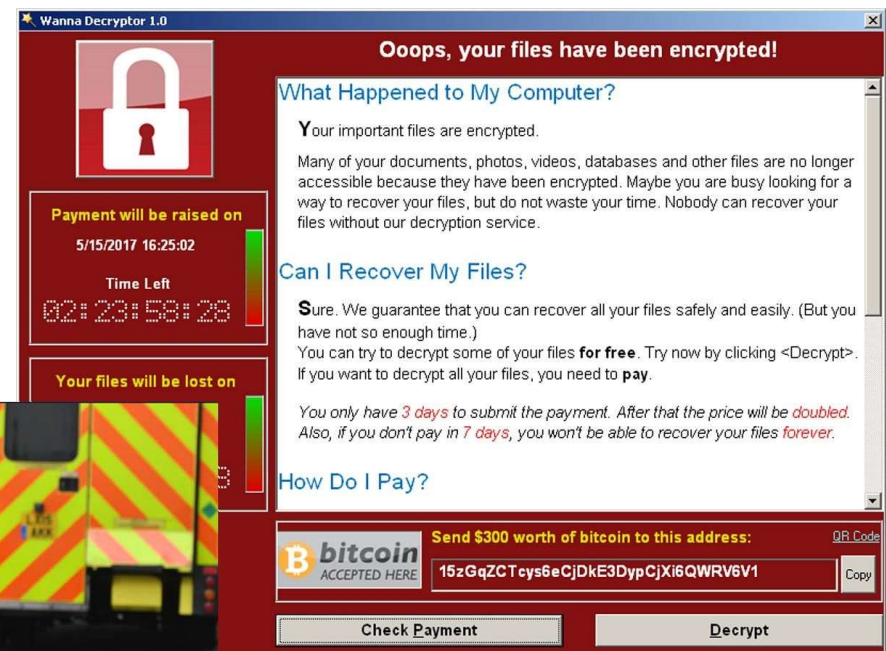 Wanna Decryptor 1.0
Ooops, your files have been encrypted!
Payment will be raised on
5/15/2017 16:25:02
Time Left
02:23:58:28
Your files will be lost on
What Happened to My Computer?
Your important files are encrypted.
Many of your documents, photos, videos, databases and other files are no longer
accessible because they have been encrypted. Maybe you are busy looking for a
way to recover your files, but do not waste your time. Nobody can recover your
files without our decryption service.
Can I Recover My Files?
Sure. We guarantee that you can recover all your files safely and easily. (But you
have not so enough time.)
You can try to decrypt some of your files for free. Try now by clicking <Decrypt>.
If you want to decrypt all your files, you need to pay.
You only have 3 days to submit the payment. After that the price will be doubled.
Also, if you don't pay in 7 days, you won't be able to recover your files forever.
How Do I Pay?
bitcoin
ACCEPTED HERE
Send $300 worth of bitcoin to this address:
QR Code
15zGqZCTcys6eCjDkE3DypCjXi6QWRV6V1
Copy
Check Payment
Decrypt